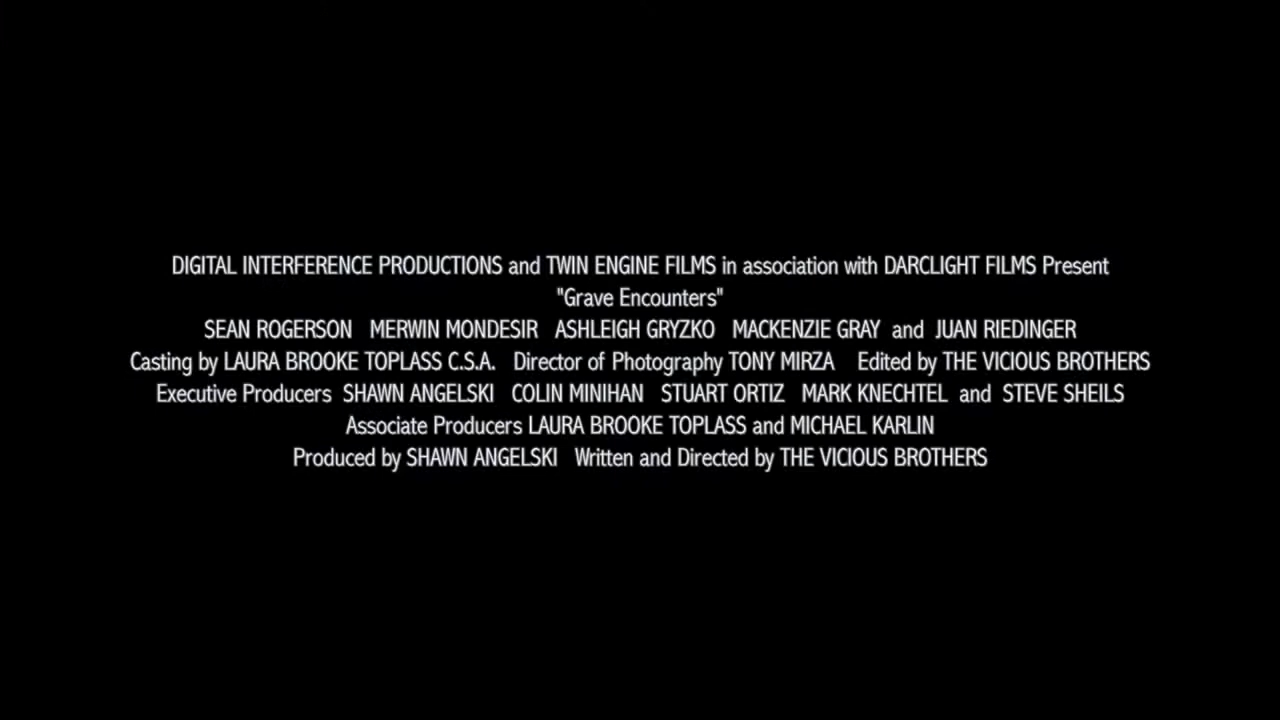 DIGITAL INTERFERENCE PRODUCTIONS and TWIN ENGINE FILMS in association with DARCLIGHT FILMS Present
"Grave Encounters"
SEAN ROGERSON MERWIN MONDESIR ASHLEIGH GRYZKO MACKENZIE GRAY and JUAN RIEDINGER
Casting by LAURA BROOKE TOPLASS C.S.A. Director of Photography TONY MIRZA Edited by THE VICIOUS BROTHERS
Executive Producers SHAWN ANGELSKI COLIN MINIHAN STUART ORTIZ MARK KNECHTEL and STEVE SHEILS
Associate Producers LAURA BROOKE TOPLASS and MICHAEL KARLIN
Produced by SHAWN ANGELSKI Written and Directed by THE VICIOUS BROTHERS